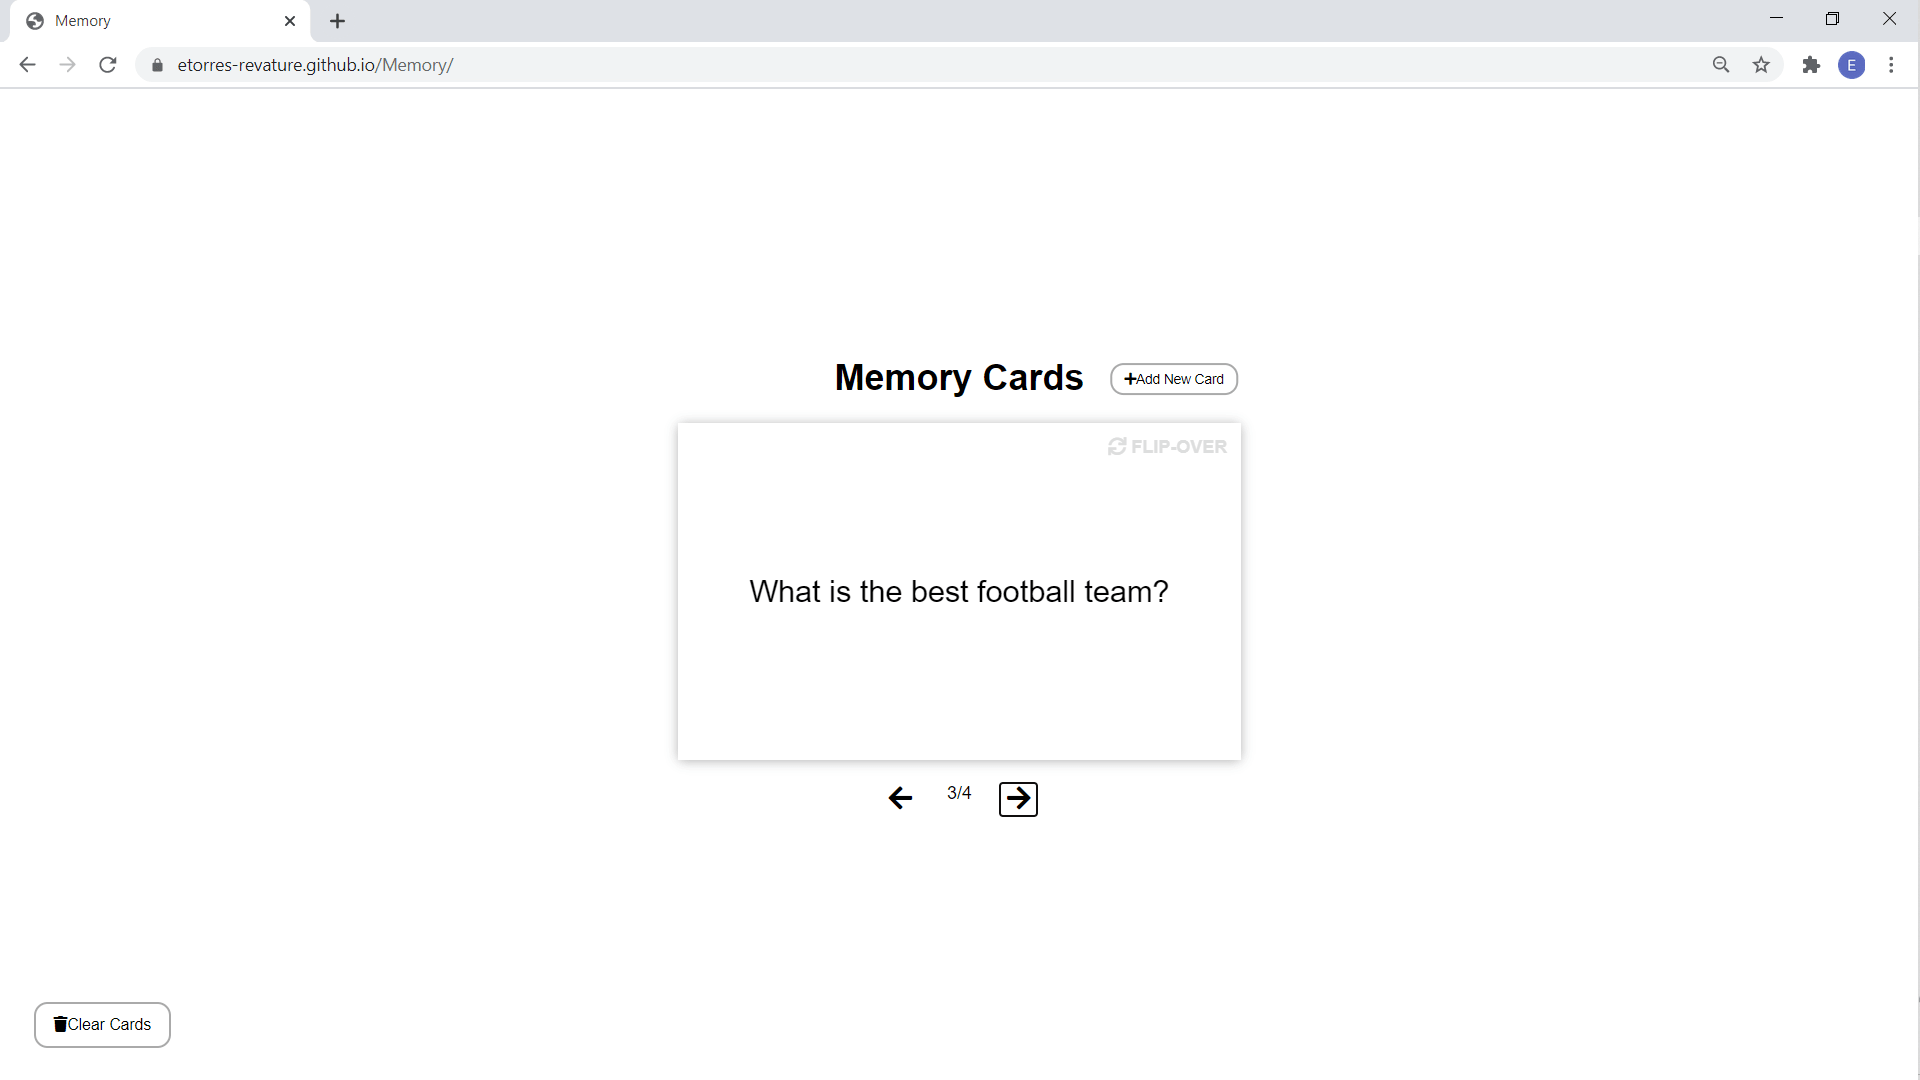 Memory
etorres-revature.github.io/Memory/
E
Memory Cards
Add New Card
FLIP-OVER
What is the best football team?
3/4
Clear Cards